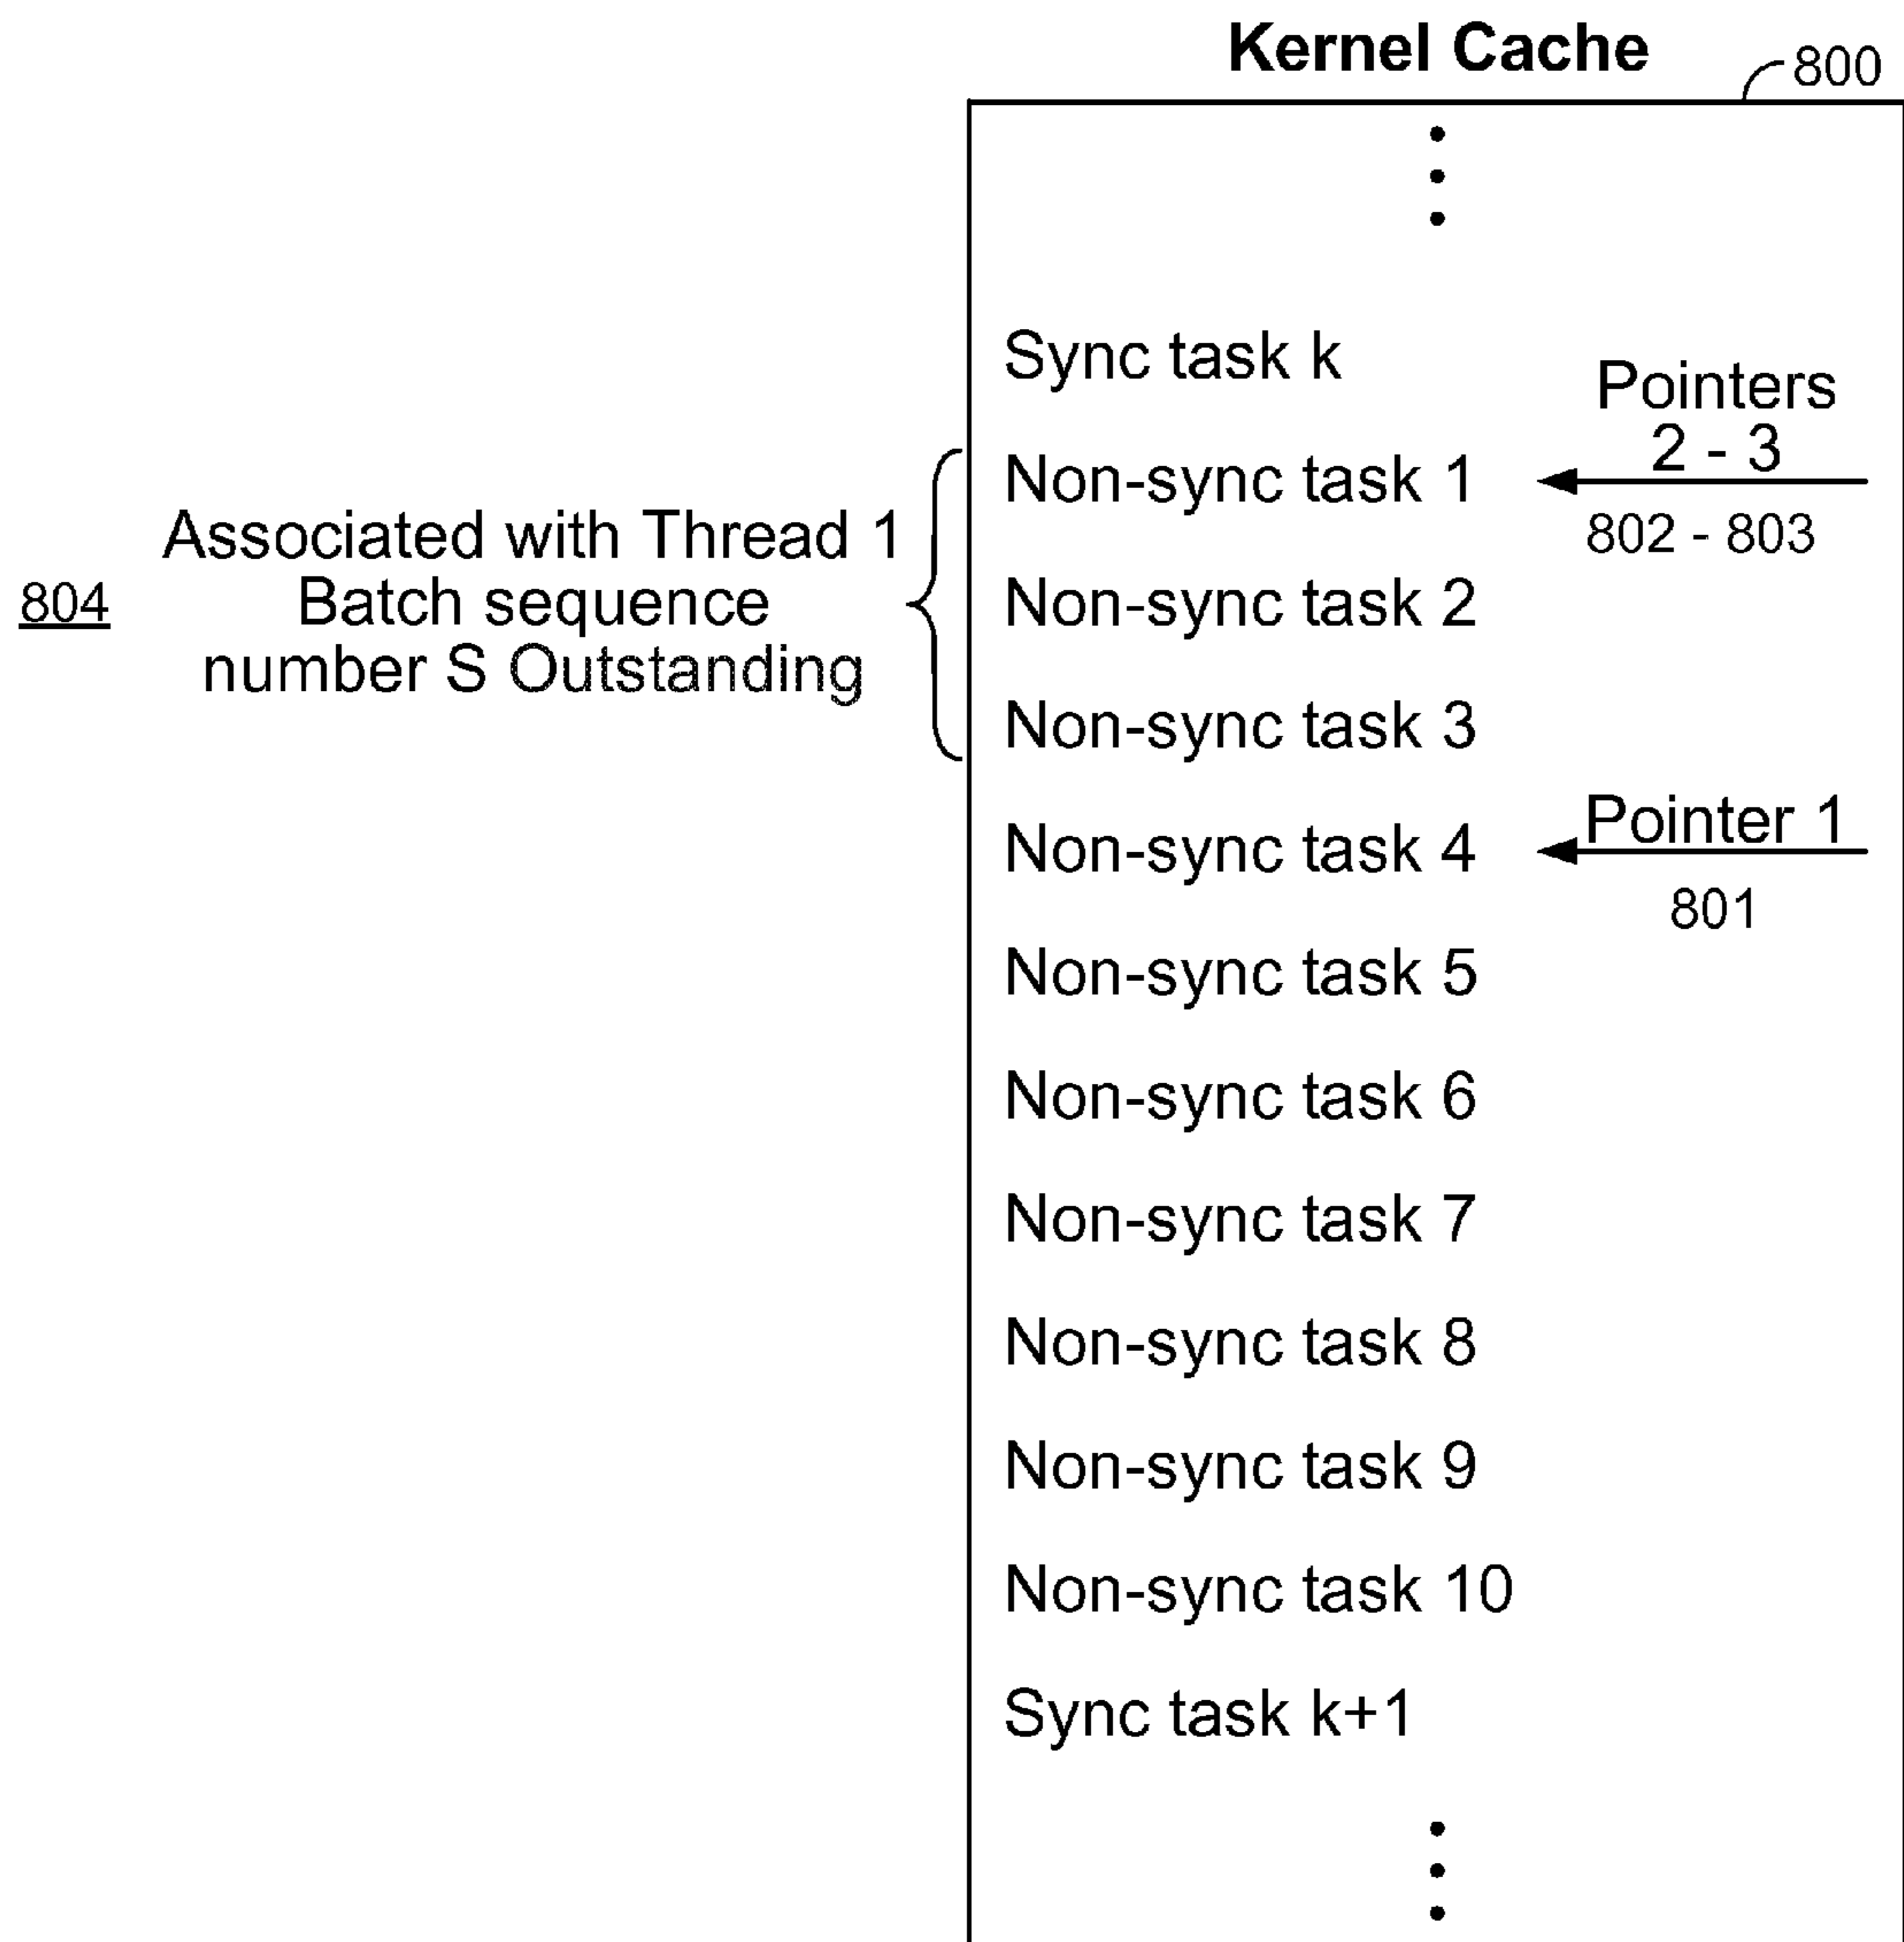 Kernel Cache
800
Sync task k
Pointers
2 - 3
Non-sync task 1
802 - 803
Associated with Thread 1
804
Batch sequence
number S Outstanding
Non-sync task 2
Non-sync task 3
Pointer 1
Non-sync task 4
801
Non-sync task 5
Non-sync task 6
Non-sync task 7
Non-sync task 8
Non-sync task 9
Non-sync task 10
Sync task k+1